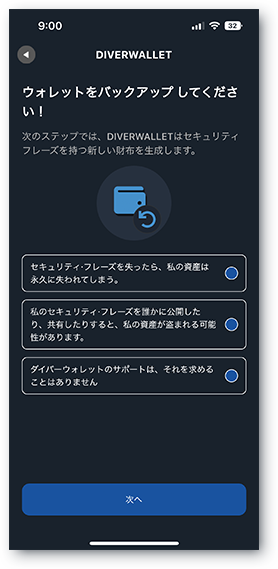 9:00
32
DIVERWALLET
ウォレットをバックアップ してくださ
い！
次のステップでは、DIVERWALLETはセキュリティ
フレーズを持つ新しい財布を生成します。
セキュリティ·フレーズを失ったら、私の資産は
永久に失われてしまう。
私のセキュリティ·フレーズを誰かに公開した
り、共有したりすると、私の資産が盗まれる可能
性があります。
ダイバーウォレットのサポートは、それを求める
ことはありません
次へ